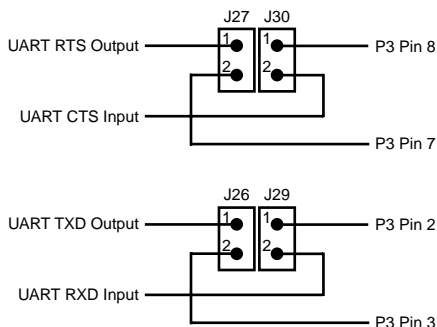 J27 J30
UART RTS Output 1 1 P3 Pin 8
2 2
UART CTS Input
P3 Pin 7
J26 J29
UART TXD Output 1 1 P3 Pin 2
2 2
UART RXD Input
P3 Pin 3